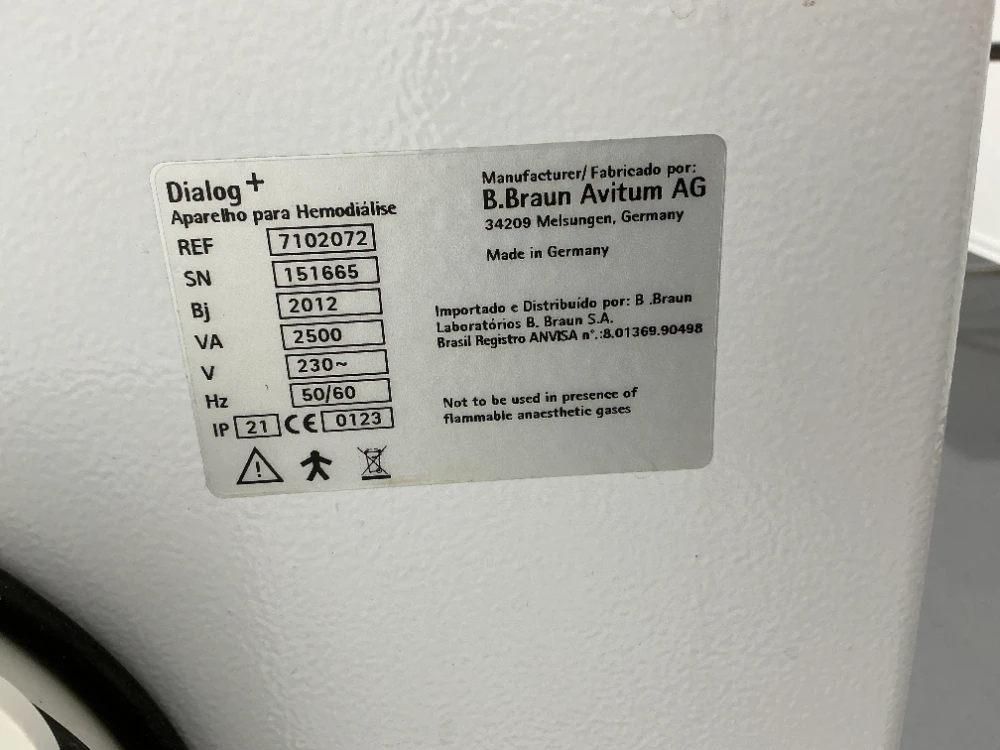 Dialog+
Aparelho para Hemodiálise
REF 7102072
SN 151665
Bj 2012
VA 2500
V 230~
Hz 50/60
IP 21 CE 0123
Manufacturer/ Fabricado por:
B.Braun Avitum AG
34209 Melsungen, Germany
Made in Germany
Importado e Distribuído por: B .Braun
Laboratórios B. Braun S.A.
Brasil Registro ANVISA n°.:8.01369.90498
Not to be used in presence of
flammable anaesthetic gases